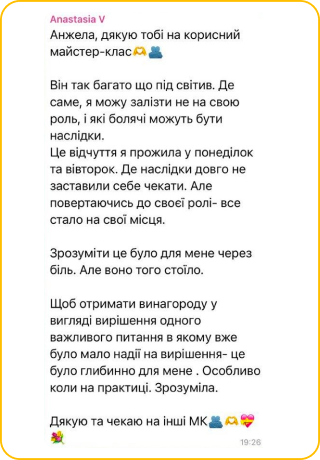 Anastasia V
Анжела, дякую тобі на корисний
майстер-клас🫶🫂
Він так багато що під світив. Де
саме, я можу залізти не на свою
роль, і які болячі можуть бути
наслідки.
Це відчуття я прожила у понеділок
та вівторок. Де наслідки довго не
заставили себе чекати. Але
повертаючись до своєї ролі- все
стало на свої місця.
Зрозуміти це було для мене через
біль. Але воно того стоїло.
Щоб отримати винагороду у
вигляді вирішення одного
важливого питання в якому вже
було мало надії на вирішення- це
було глибинно для мене . Особливо
коли на практиці. Зрозуміла.
Дякую та чекаю на інші МК🫂🫶💝
💐
19:26